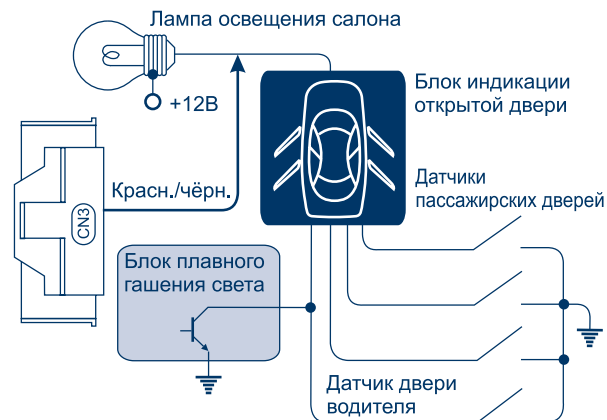 Лампа освещения салона
+12В
Блок индикации
открытой двери
Красн./чёрн.
CN3
Датчики
пассажирских дверей
Блок плавного
гашения света
Датчик двери
водителя